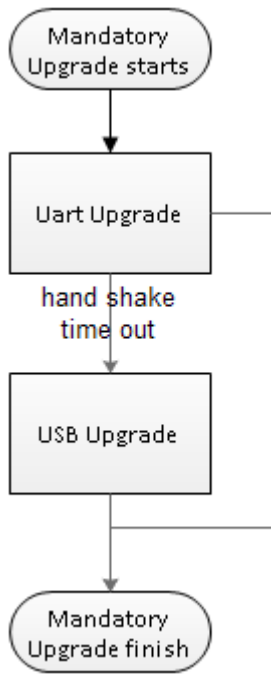 Mandatory
Upgrade starts
Uart Upgrade
hand shake
time out
USB Upgrade
Mandatory
Upgrade finish